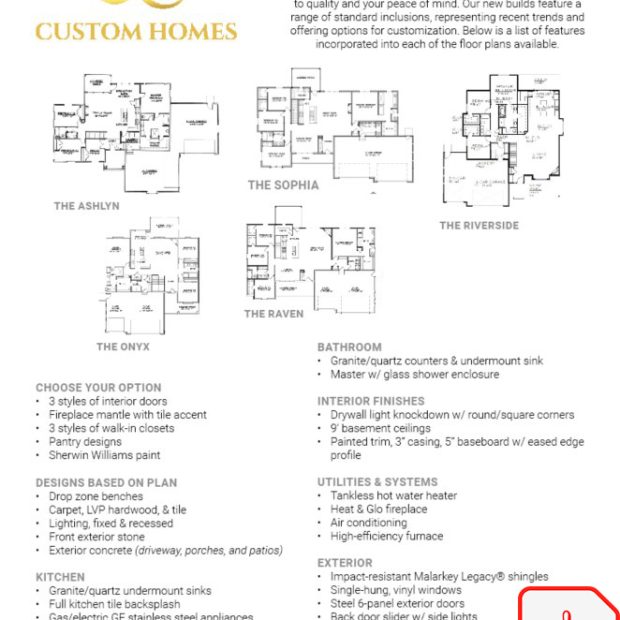 to quality and your peace of mind. Our new builds feature a
range of standard inclusions, representing recent trends and
offering options for customization. Below is a list of features
incorporated into each of the floor plans available.
CUSTOM HOMES
THE ASHLYN
THE SOPHIA
THE RIVERSIDE
THE ONYX
THE RAVEN
CHOOSE YOUR OPTION
• 3 styles of interior doors
• Fireplace mantle with tile accent
• 3 styles of walk-in closets
• Pantry designs
• Sherwin Williams paint
DESIGNS BASED ON PLAN
• Drop zone benches
• Carpet, LVP hardwood, & tile
• Lighting, fixed & recessed
• Front exterior stone
• Exterior concrete (driveway, porches, and patios)
KITCHEN
• Granite/quartz undermount sinks
• Full kitchen tile backsplash
• Gas/electric GE stainless steel appliances
BATHROOM
• Granite/quartz counters & undermount sink
• Master w/ glass shower enclosure
INTERIOR FINISHES
• Drywall light knockdown w/ round/square corners
• 9' basement ceilings
• Painted trim, 3" casing, 5" baseboard w/ eased edge
profile
UTILITIES & SYSTEMS
• Tankless hot water heater
• Heat & Glo fireplace
• Air conditioning
• High-efficiency furnace
EXTERIOR
• Impact-resistant Malarkey Legacy® shingles
• Single-hung, vinyl windows
• Steel 6-panel exterior doors
• Back door slider w/ side lights